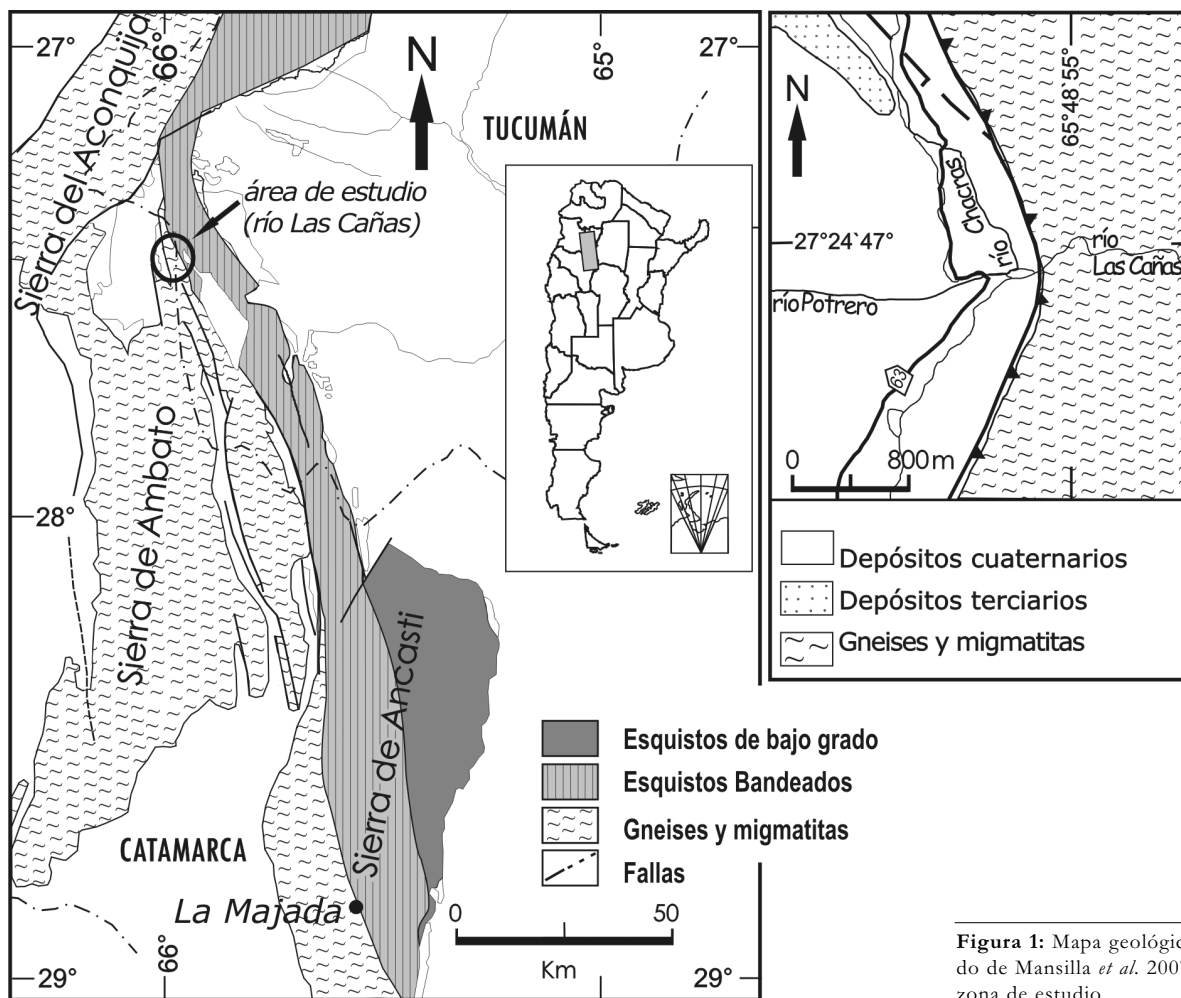 27°
66°
65°
27°
N
TUCUMÁN
Sierra del Aconquija
área de estudio
(río Las Cañas)
28°
Sierra de Ambato
Sierra de Ancasti
CATAMARCA
La Majada
66°
29°
29°
Esquistos de bajo grado
Esquistos Bandeados
Gneises y migmatitas
Fallas
0 50
Km
N
65°48`55`
27°24`47`
río Chacras
río
Las Cañas
río Potrero
63
0 800m
Depósitos cuaternarios
Depósitos terciarios
Gneises y migmatitas
Figura 1: Mapa geológic
do de Mansilla et al. 200
zona de estudio